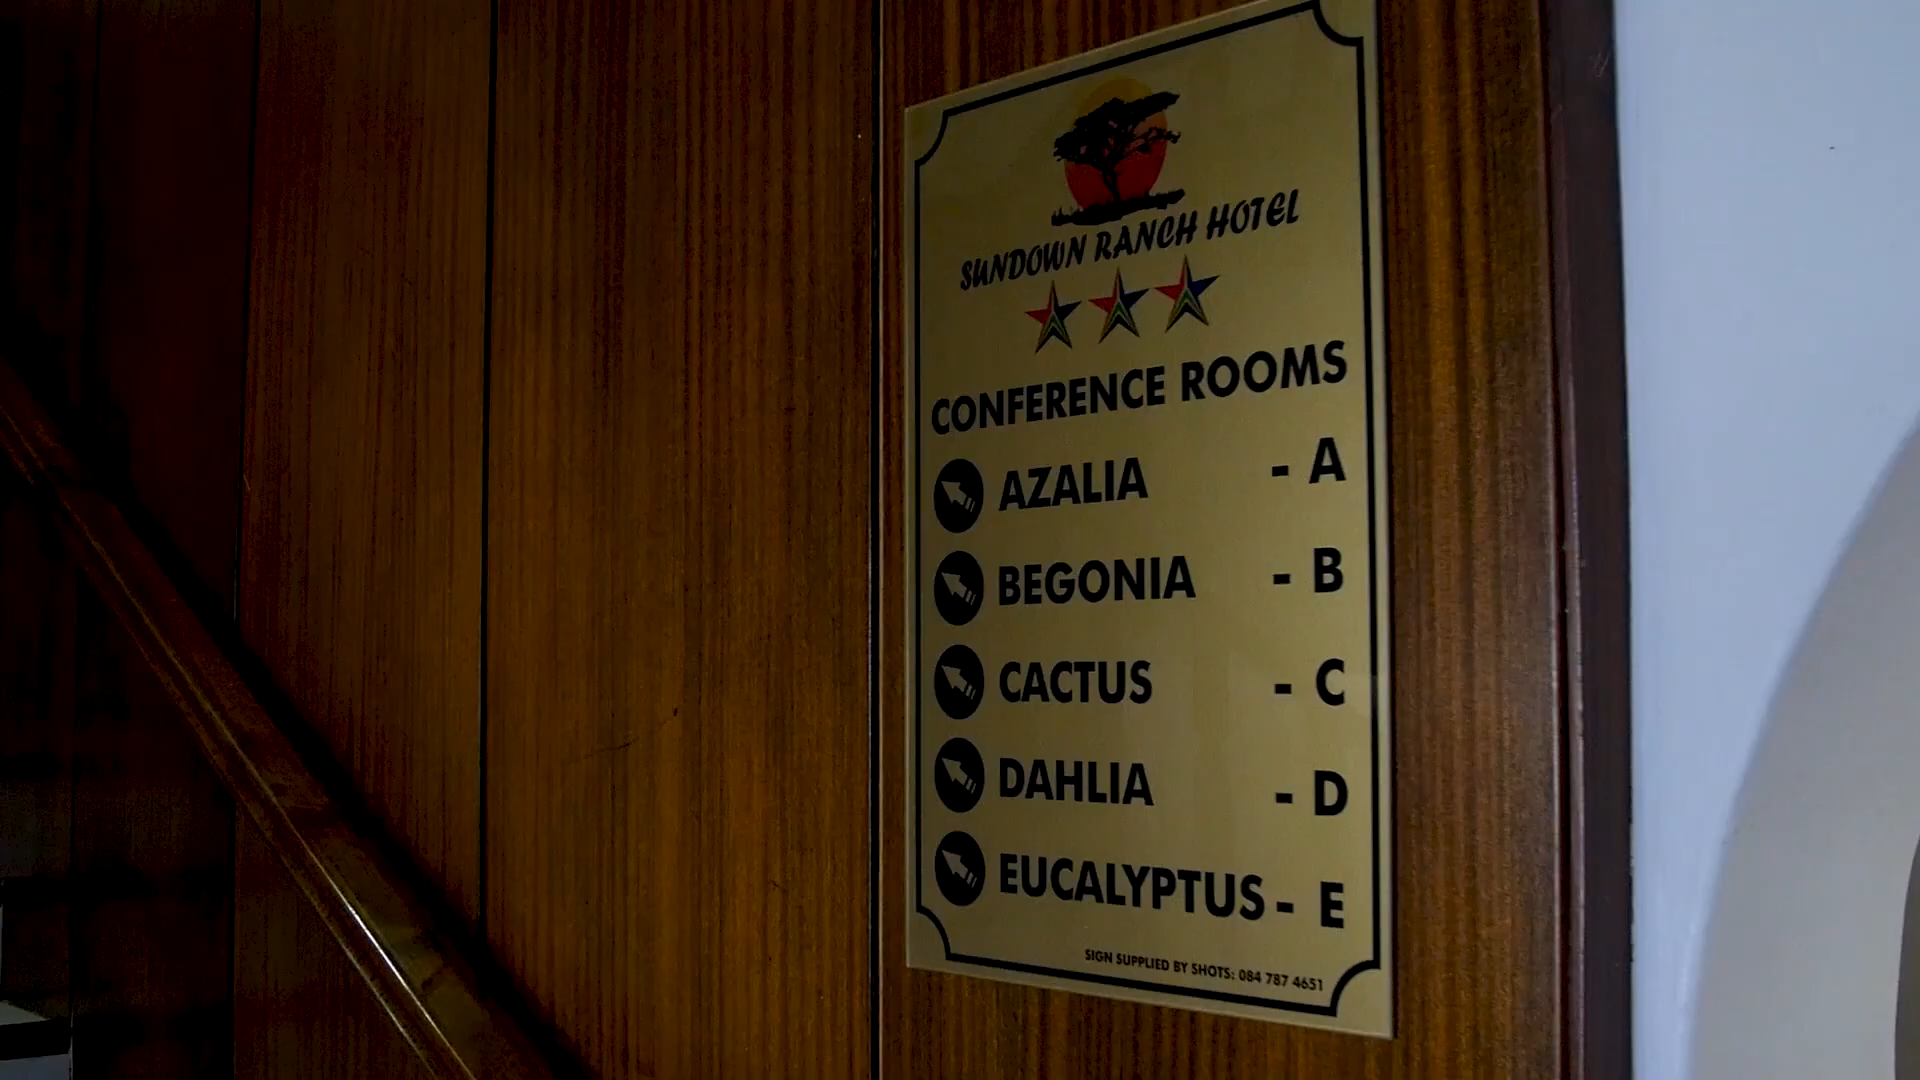 SUNDOWN RANCH HOTEL
CONFERENCE ROOMS
AZALIA - A
BEGONIA - B
CACTUS - C
DAHLIA - D
EUCALYPTUS - E
SIGN SUPPLIED BY SHOTS: 084 787 4651